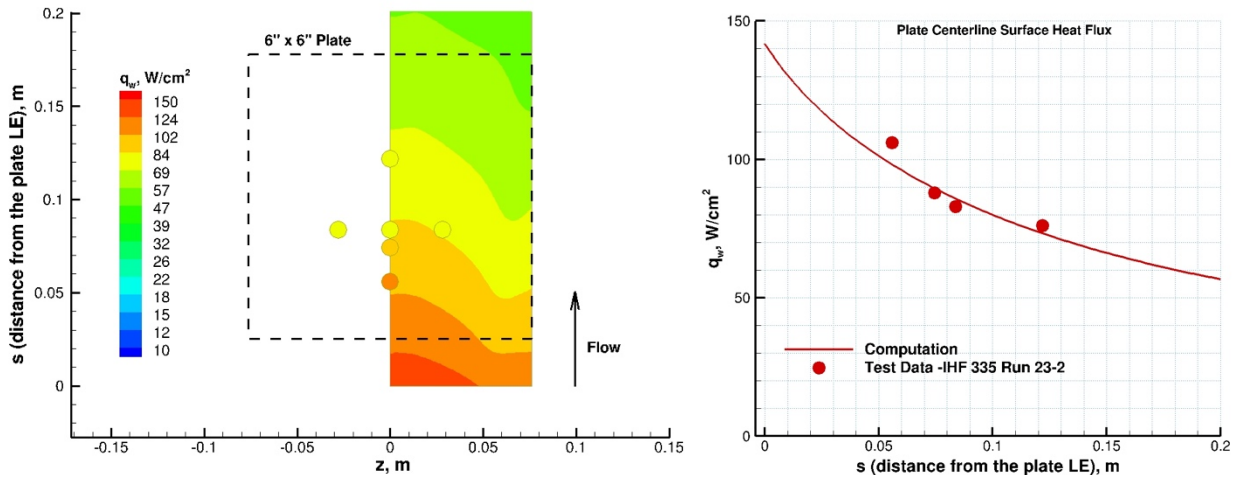 0.2
0.15
0.1
0.05
0
s (distance from the plate LE), m
6" x 6" Plate
q_w, W/cm²
150
124
102
84
69
57
47
39
32
26
22
18
15
12
10
Flow
-0.15 -0.1 -0.05 0 0.05 0.1 0.15
z, m
Plate Centerline Surface Heat Flux
150
100
50
0
q_w, W/cm²
Computation
Test Data -IHF 335 Run 23-2
0 0.05 0.1 0.15 0.2
s (distance from the plate LE), m